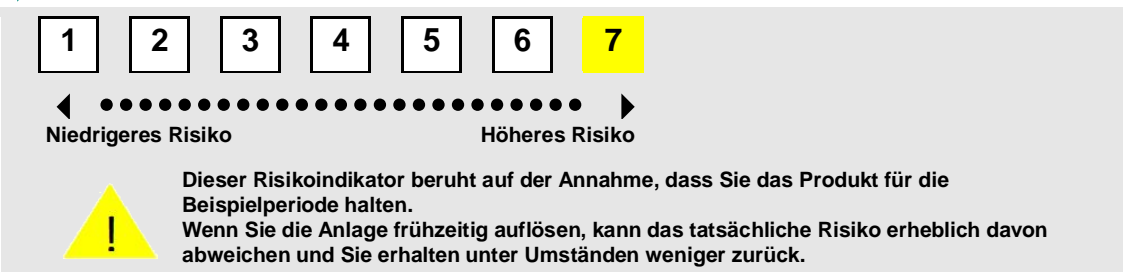 1 2 3 4 5 6 7
Niedrigeres Risiko Höheres Risiko
Dieser Risikoindikator beruht auf der Annahme, dass Sie das Produkt für die
Beispielperiode halten.
Wenn Sie die Anlage frühzeitig auflösen, kann das tatsächliche Risiko erheblich davon
abweichen und Sie erhalten unter Umständen weniger zurück.
!